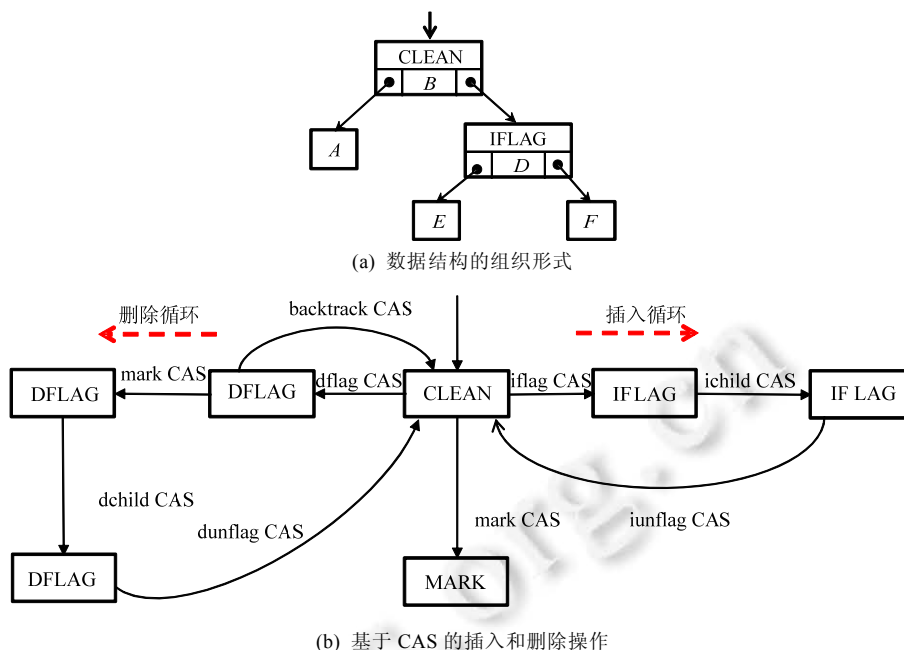 CLEAN
B
A
IFLAG
D
E
F
(a) 数据结构的组织形式
删除循环
backtrack CAS
插入循环
DFLAG
mark CAS
DFLAG
dflag CAS
CLEAN
iflag CAS
IFLAG
ichild CAS
IF LAG
dchild CAS
dunflag CAS
mark CAS
iunflag CAS
DFLAG
MARK
(b) 基于 CAS 的插入和删除操作